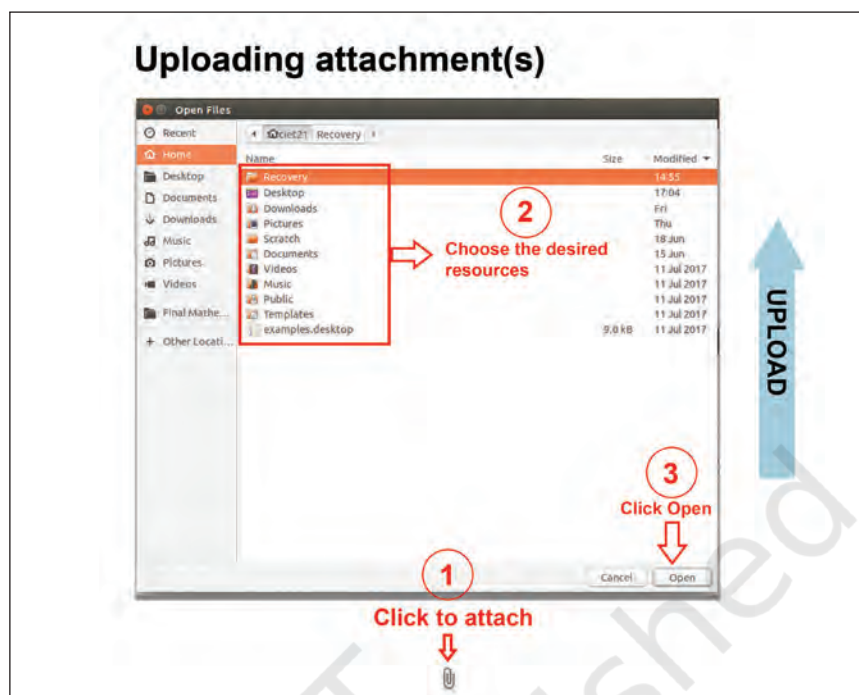 Uploading attachment(s)
Open Files
Recent
Home
Desktop
Documents
Downloads
Music
Pictures
Videos
Final Mathe...
+ Other Locati...
ciet21 Recovery
Name Size Modified
Recovery 14:55
Desktop 17:04
Downloads Fri
Pictures Thu
Scratch 18 Jun
Documents 15 Jun
Videos 11 Jul 2017
Music 11 Jul 2017
Public 11 Jul 2017
Templates 11 Jul 2017
examples.desktop 9.0 kB 11 Jul 2017
2
Choose the desired
resources
UPLOAD
3
Click Open
Cancel Open
1
Click to attach